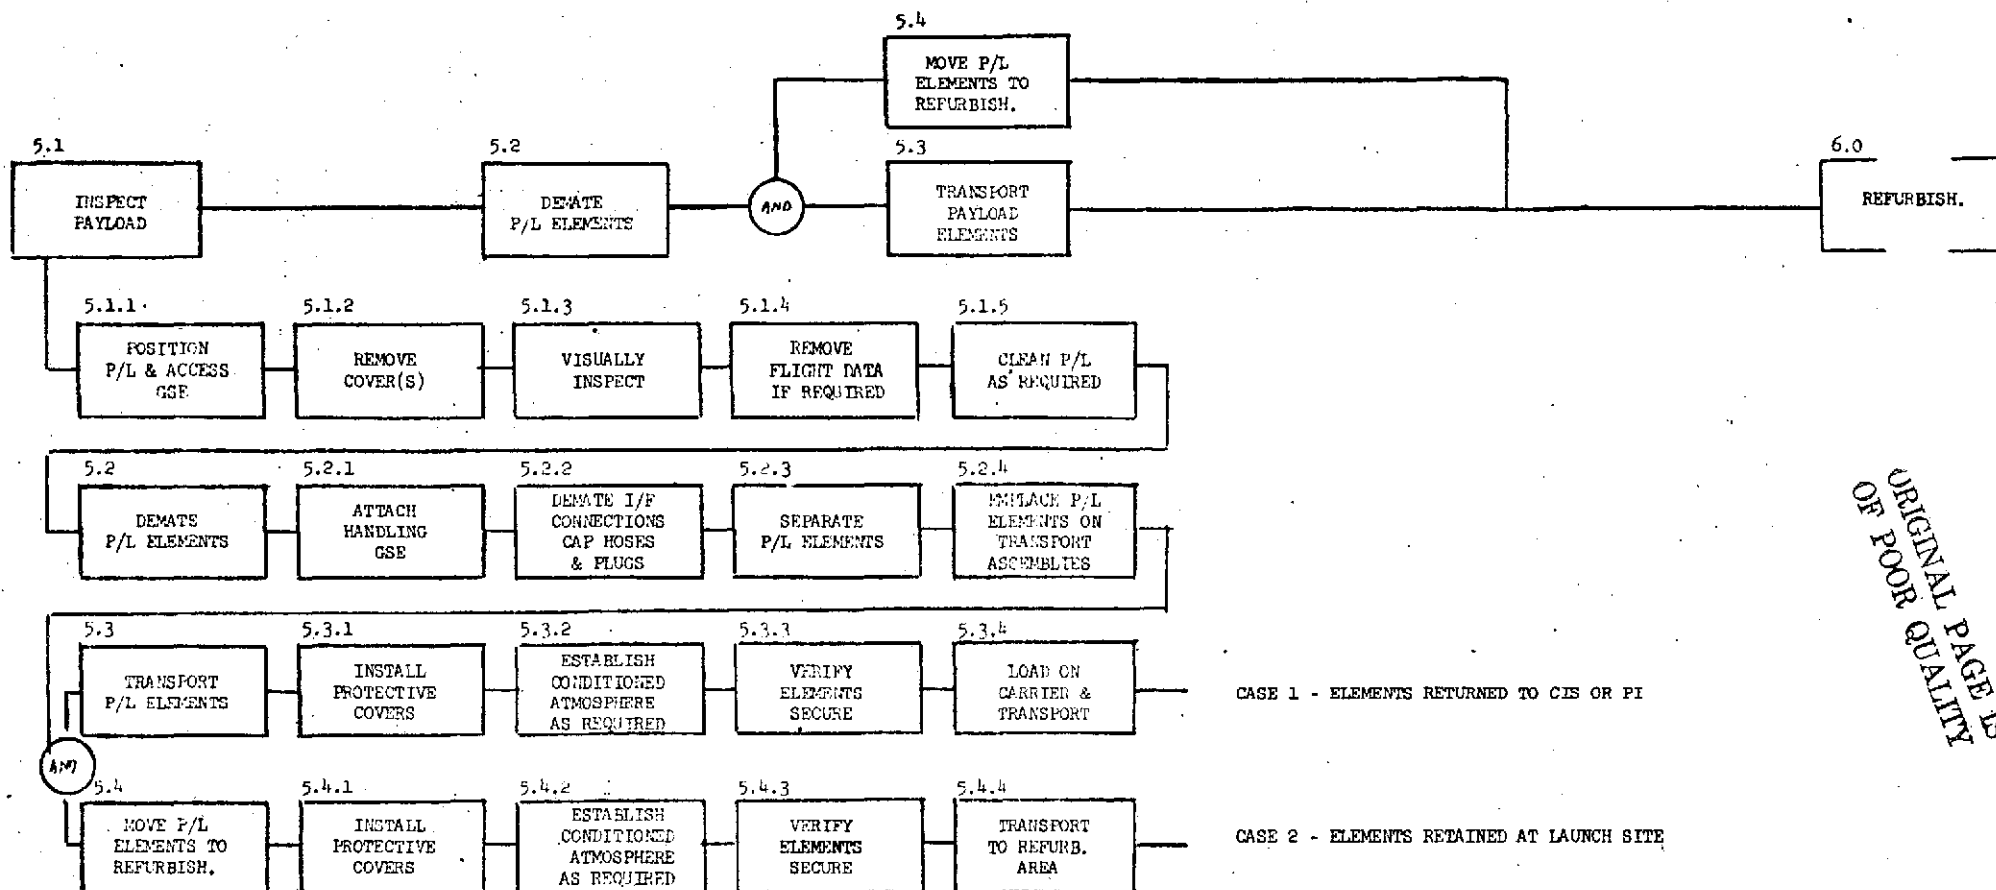 5.4
MOVE P/L
ELEMENTS TO
REFURBISH.
5.1
INSPECT
PAYLOAD
5.2
DEMATE
P/L ELEMENTS
AND
5.3
TRANSPORT
PAYLOAD
ELEMENTS
6.0
REFURBISH.
5.1.1
POSITION
P/L & ACCESS
GSE
5.1.2
REMOVE
COVER(S)
5.1.3
VISUALLY
INSPECT
5.1.4
REMOVE
FLIGHT DATA
IF REQUIRED
5.1.5
CLEAN P/L
AS REQUIRED
5.2
DEMATE
P/L ELEMENTS
5.2.1
ATTACH
HANDLING
GSE
5.2.2
DEMATE I/F
CONNECTIONS
CAP HOSES
& PLUGS
5.2.3
SEPARATE
P/L ELEMENTS
5.2.4
EMPLACE P/L
ELEMENTS ON
TRANSPORT
ASSEMBLIES
ORIGINAL PAGE IS
OF POOR QUALITY
5.3
TRANSPORT
P/L ELEMENTS
5.3.1
INSTALL
PROTECTIVE
COVERS
5.3.2
ESTABLISH
CONDITIONED
ATMOSPHERE
AS REQUIRED
5.3.3
VERIFY
ELEMENTS
SECURE
5.3.4
LOAD ON
CARRIER &
TRANSPORT
CASE 1 - ELEMENTS RETURNED TO CIS OR PI
AND
5.4
MOVE P/L
ELEMENTS TO
REFURBISH.
5.4.1
INSTALL
PROTECTIVE
COVERS
5.4.2
ESTABLISH
CONDITIONED
ATMOSPHERE
AS REQUIRED
5.4.3
VERIFY
ELEMENTS
SECURE
5.4.4
TRANSPORT
TO REFURB.
AREA
CASE 2 - ELEMENTS RETAINED AT LAUNCH SITE